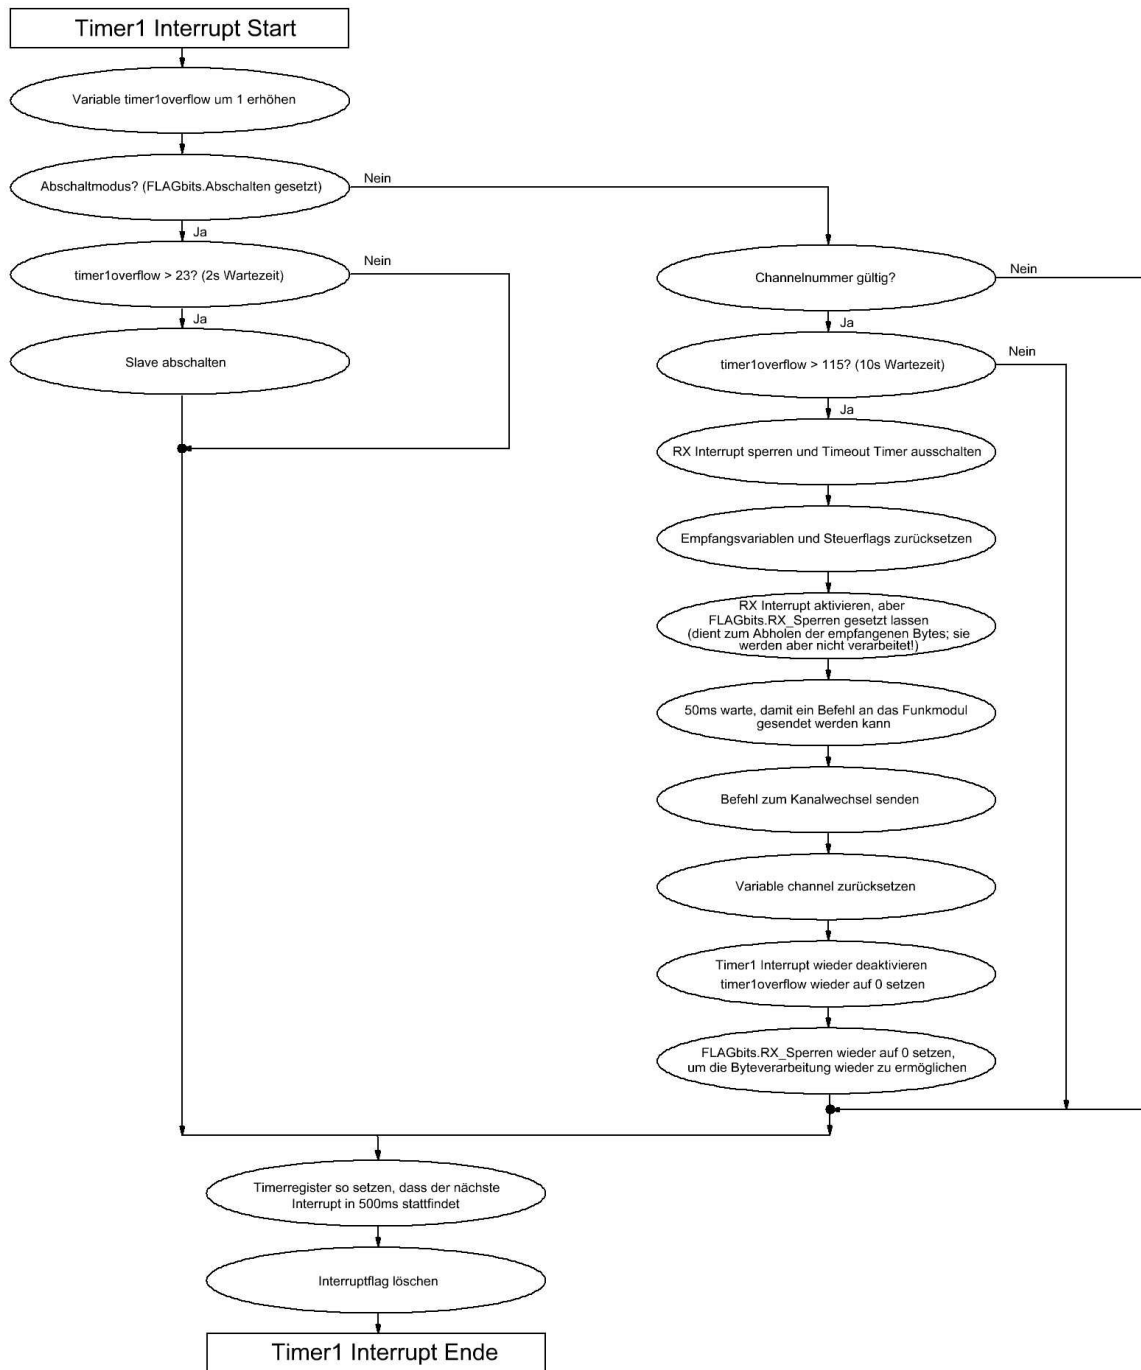 Timer1 Interrupt Start
Variable timer1overflow um 1 erhöhen
Abschaltmodus? (FLAGbits.Abschalten gesetzt)
Nein
Ja
timer1overflow > 23? (2s Wartezeit)
Nein
Ja
Slave abschalten
Channelnummer gültig?
Nein
Ja
timer1overflow > 115? (10s Wartezeit)
Nein
Ja
RX Interrupt sperren und Timeout Timer ausschalten
Empfangsvariablen und Steuerflags zurücksetzen
RX Interrupt aktivieren, aber
FLAGbits.RX_Sperren gesetzt lassen
(dient zum Abholen der empfangenen Bytes; sie
werden aber nicht verarbeitet!)
50ms warte, damit ein Befehl an das Funkmodul
gesendet werden kann
Befehl zum Kanalwechsel senden
Variable channel zurücksetzen
Timer1 Interrupt wieder deaktivieren
timer1overflow wieder auf 0 setzen
FLAGbits.RX_Sperren wieder auf 0 setzen,
um die Byteverarbeitung wieder zu ermöglichen
Timerregister so setzen, dass der nächste
Interrupt in 500ms stattfindet
Interruptflag löschen
Timer1 Interrupt Ende